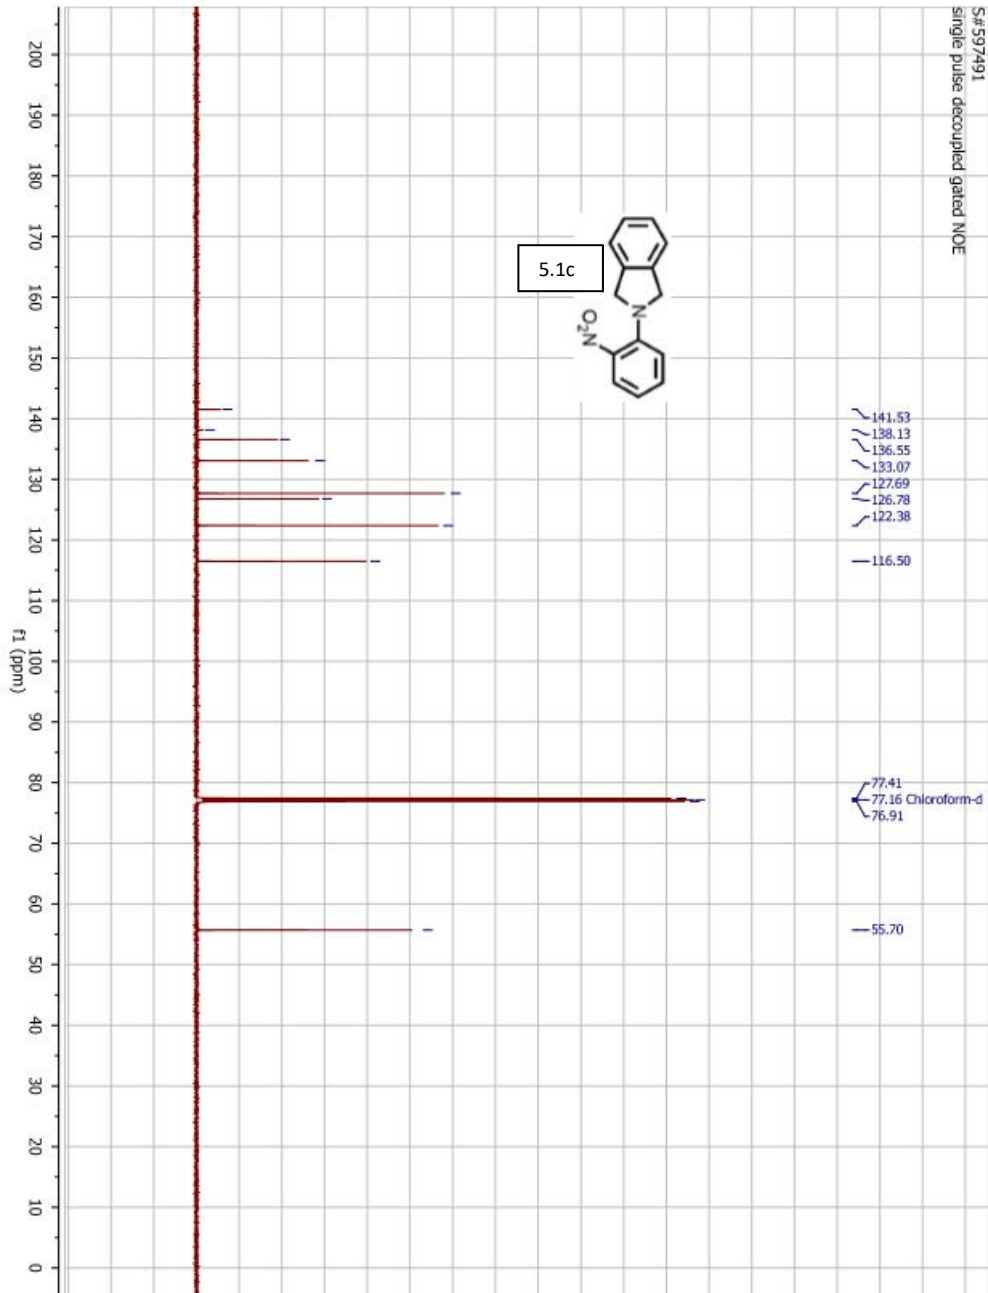 S#597491
single pulse decoupled gated NOE
5.1c
N
O2N
141.53
138.13
136.55
133.07
127.69
126.78
122.38
116.50
77.41
77.16 Chloroform-d
76.91
55.70
200 190 180 170 160 150 140 130 120 110 100 90 80 70 60 50 40 30 20 10 0
f1 (ppm)